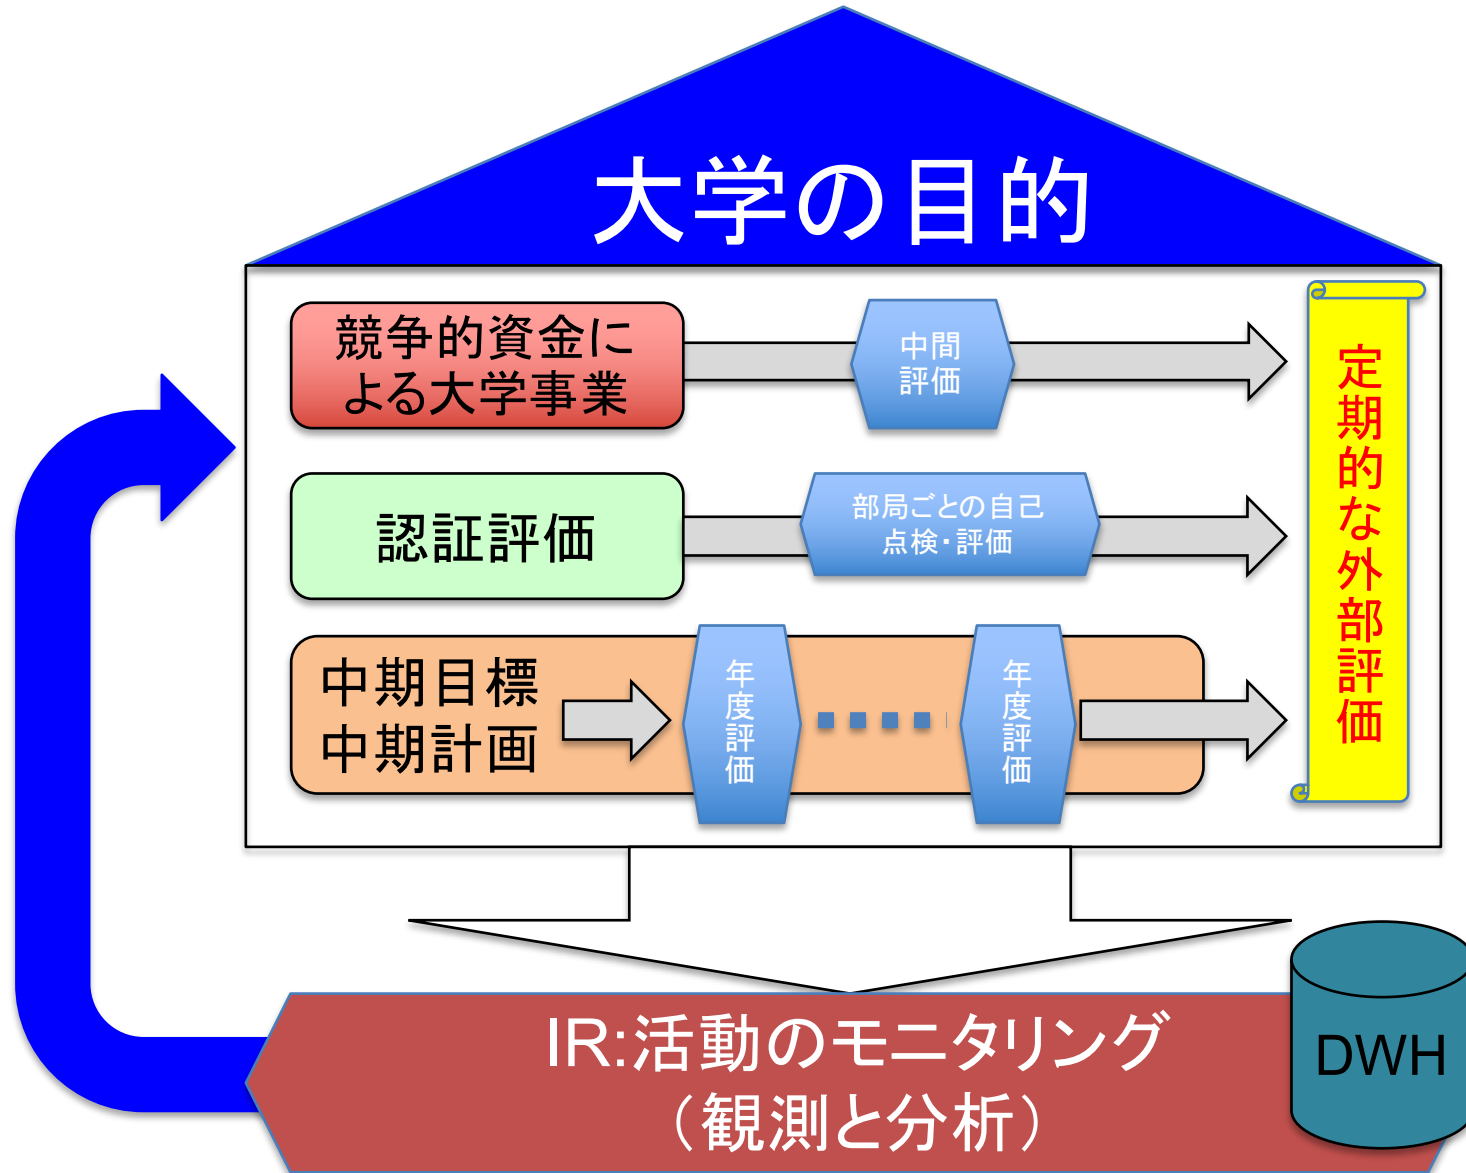 大学の目的
競争的資金に
よる大学事業
中間
評価
認証評価
部局ごとの自己
点検・評価
中期目標
中期計画
年度評価
年度評価
定期的な外部評価
IR:活動のモニタリング
（観測と分析）
DWH